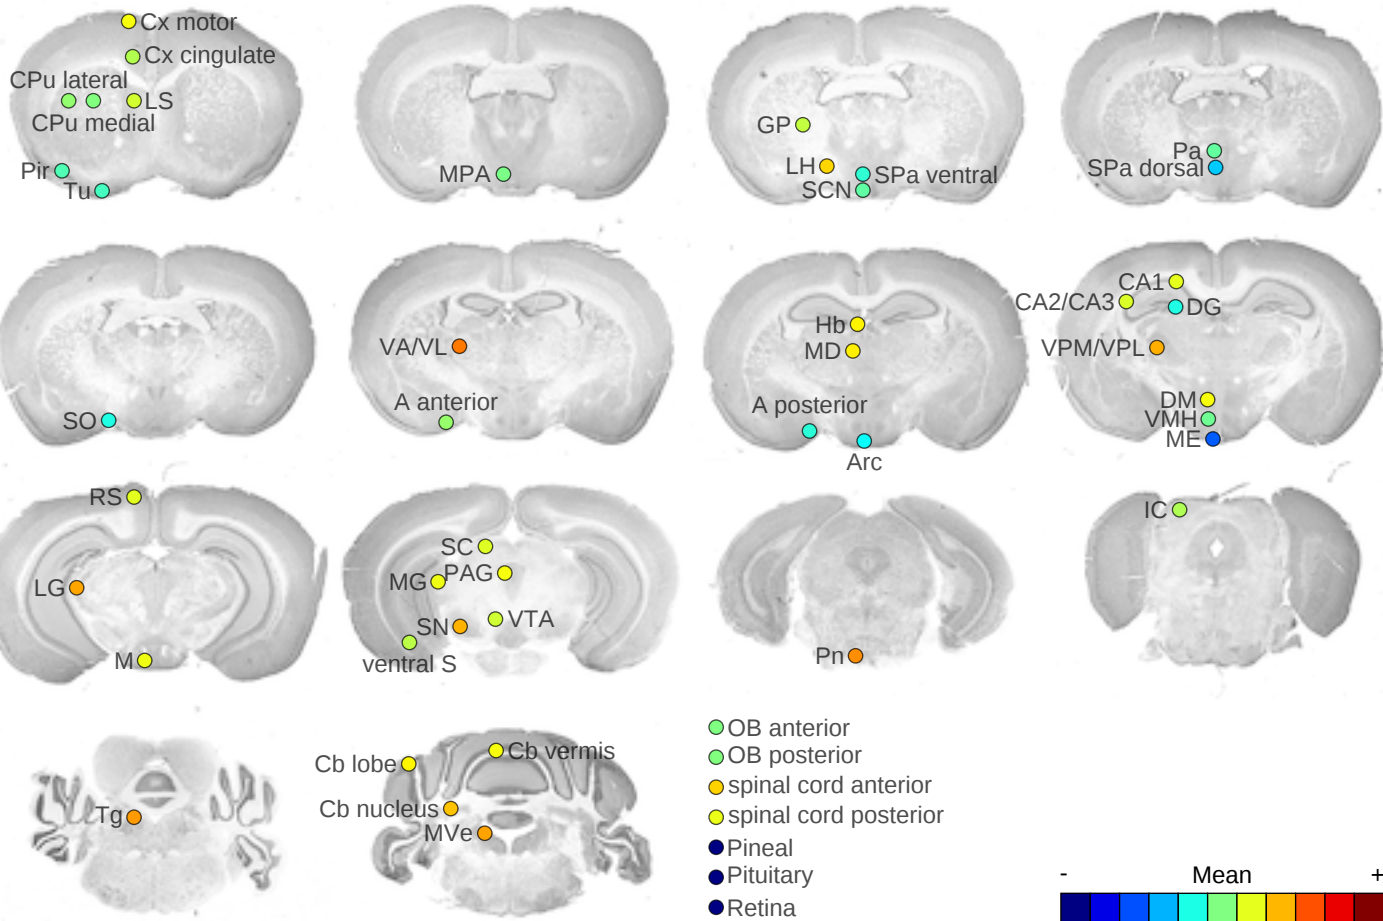 Cx motor
Cx cingulate
CPu lateral
LS
CPu medial
Pir
Tu
MPA
GP
LH
SPa ventral
SCN
Pa
SPa dorsal
SO
VA/VL
A anterior
Hb
MD
A posterior
Arc
CA1
CA2/CA3
DG
VPM/VPL
DM
VMH
ME
RS
LG
M
SC
MG
PAG
SN
VTA
ventral S
Pn
IC
Tg
Cb lobe
Cb vermis
Cb nucleus
MVe
OB anterior
OB posterior
spinal cord anterior
spinal cord posterior
Pineal
Pituitary
Retina
- Mean +